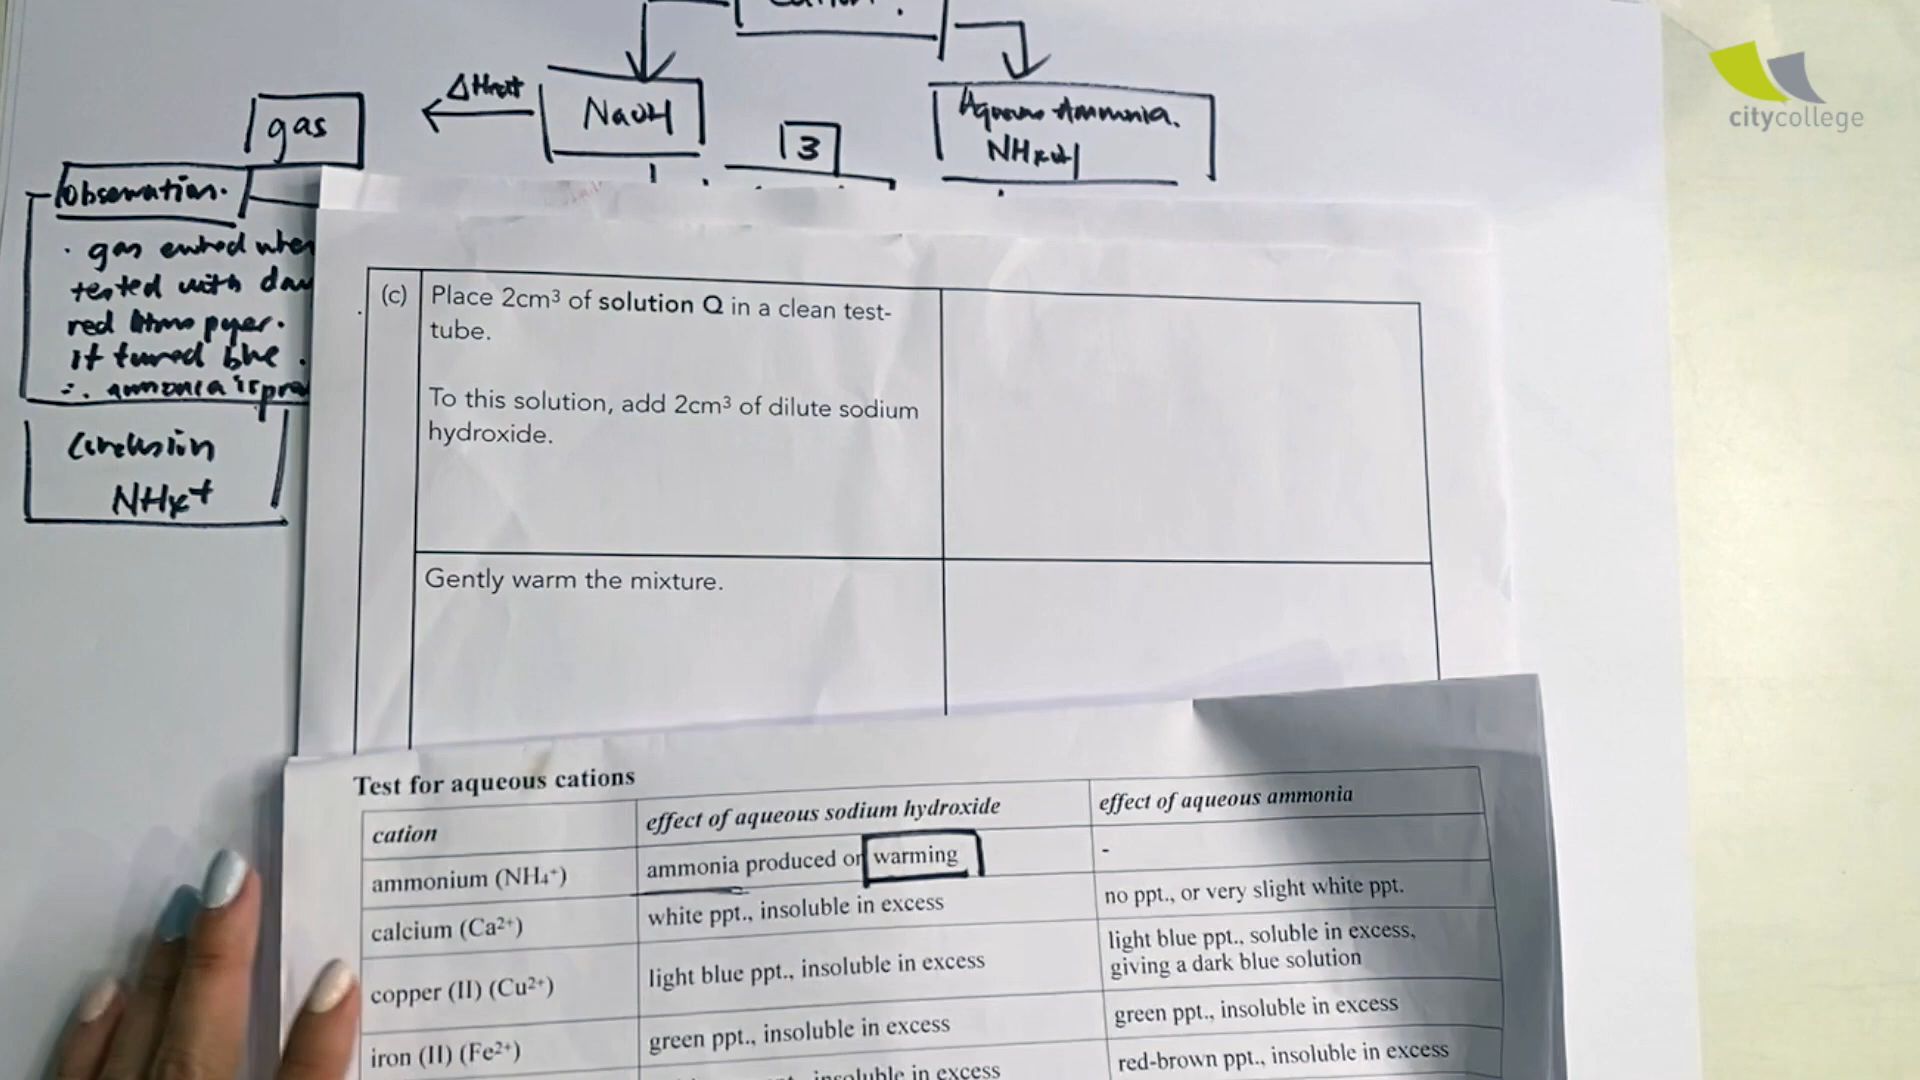 cation.
ΔHeat
NaOH
gas
3
Aqueous Ammonia.
NH4OH
Observation.
· gas emitted when
tested with dam
red litmus paper.
it turned blue.
∴ ammonia is pro
Conclusion
NH4+
citycollege
(c) Place 2cm³ of solution Q in a clean test-
tube.
To this solution, add 2cm³ of dilute sodium
hydroxide.
Gently warm the mixture.
Test for aqueous cations
cation effect of aqueous sodium hydroxide effect of aqueous ammonia
ammonium (NH₄⁺) ammonia produced on warming -
calcium (Ca²⁺) white ppt., insoluble in excess no ppt., or very slight white ppt.
copper (II) (Cu²⁺) light blue ppt., insoluble in excess light blue ppt., soluble in excess,
giving a dark blue solution
iron (II) (Fe²⁺) green ppt., insoluble in excess green ppt., insoluble in excess
insoluble in excess red-brown ppt., insoluble in excess